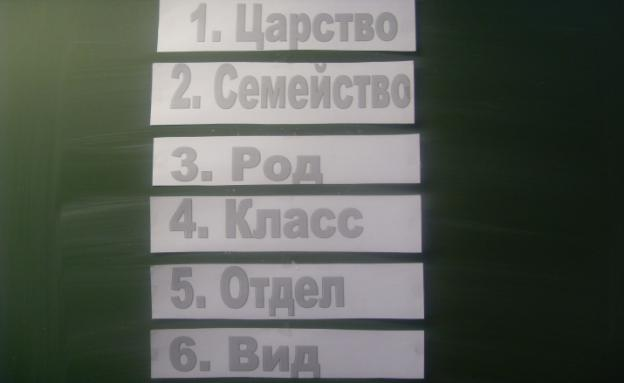 1. Царство
2. Семейство
3. Род
4. Класс
5. Отдел
6. Вид